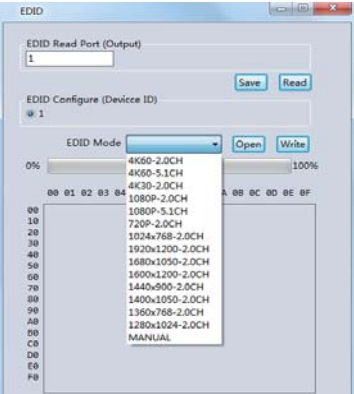 EDID
EDID Read Port (Output)
1
Save Read
EDID Configure (Devicce ID)
1
EDID Mode Open Write
0% 100%
4K60-2.0CH
4K60-5.1CH
4K30-2.0CH
1080P-2.0CH
1080P-5.1CH
720P-2.0CH
1024x768-2.0CH
1920x1200-2.0CH
1680x1050-2.0CH
1600x1200-2.0CH
1440x900-2.0CH
1400x1050-2.0CH
1360x768-2.0CH
1280x1024-2.0CH
MANUAL
00 01 02 03 04 A 0B 0C 0D 0E 0F
00
10
20
30
40
50
60
70
80
90
A0
B0
C0
D0
E0
F0